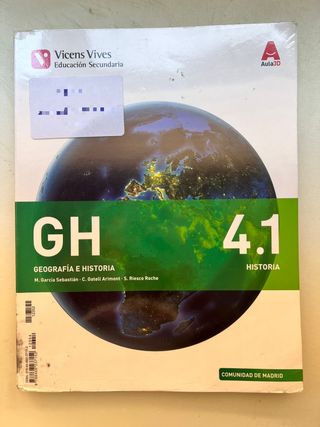 Vicens Vives
Educación Secundaria
Aula3D
GH
4.1
GEOGRAFÍA E HISTORIA
HISTORIA
M. García Sebastián - C. Gatell Arimont - S. Riesco Roche
COMUNIDAD DE MADRID